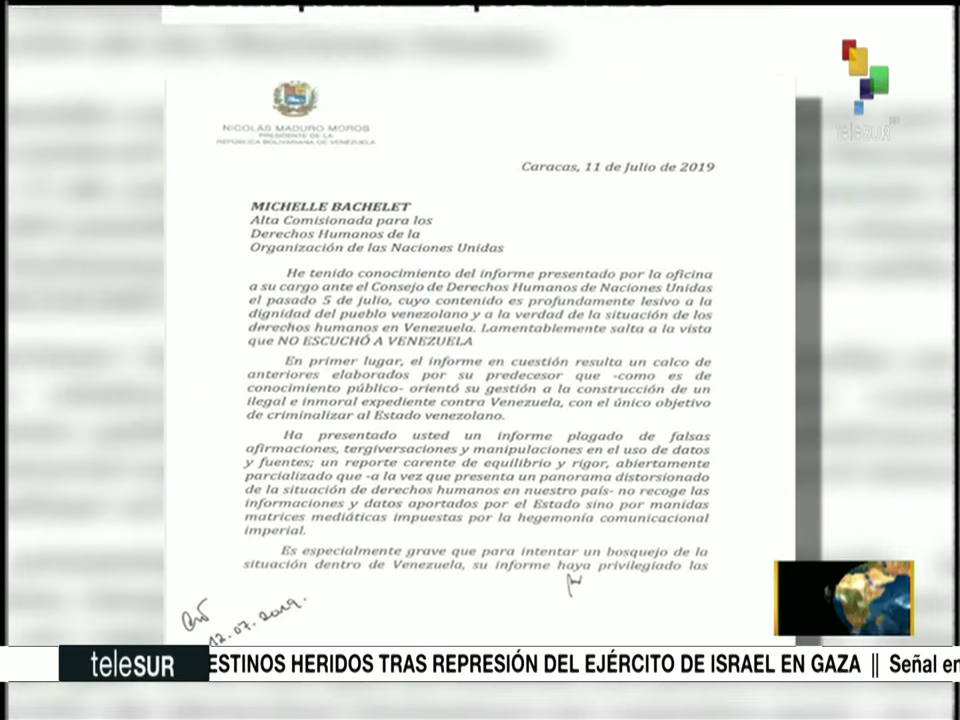 teleSUR
NICOLÁS MADURO MOROS
PRESIDENTE DE LA
REPÚBLICA BOLIVARIANA DE VENEZUELA
Caracas, 11 de Julio de 2019
MICHELLE BACHELET
Alta Comisionada para los
Derechos Humanos de la
Organización de las Naciones Unidas
He tenido conocimiento del informe presentado por la oficina
a su cargo ante el Consejo de Derechos Humanos de Naciones Unidas
el pasado 5 de julio, cuyo contenido es profundamente lesivo a la
dignidad del pueblo venezolano y a la verdad de la situación de los
derechos humanos en Venezuela. Lamentablemente salta a la vista
que NO ESCUCHÓ A VENEZUELA
En primer lugar, el informe en cuestión resulta un calco de
anteriores elaborados por su predecesor que -como es de
conocimiento público- orientó su gestión a la construcción de un
ilegal e inmoral expediente contra Venezuela, con el único objetivo
de criminalizar al Estado venezolano.
Ha presentado usted un informe plagado de falsas
afirmaciones, tergiversaciones y manipulaciones en el uso de datos
y fuentes; un reporte carente de equilibrio y rigor, abiertamente
parcializado que -a la vez que presenta un panorama distorsionado
de la situación de derechos humanos en nuestro país- no recoge las
informaciones y datos aportados por el Estado sino por manidas
matrices mediáticas impuestas por la hegemonía comunicacional
imperial.
Es especialmente grave que para intentar un bosquejo de la
situación dentro de Venezuela, su informe haya privilegiado las
12.07.2019.
teleSUR ESTINOS HERIDOS TRAS REPRESIÓN DEL EJÉRCITO DE ISRAEL EN GAZA || Señal en